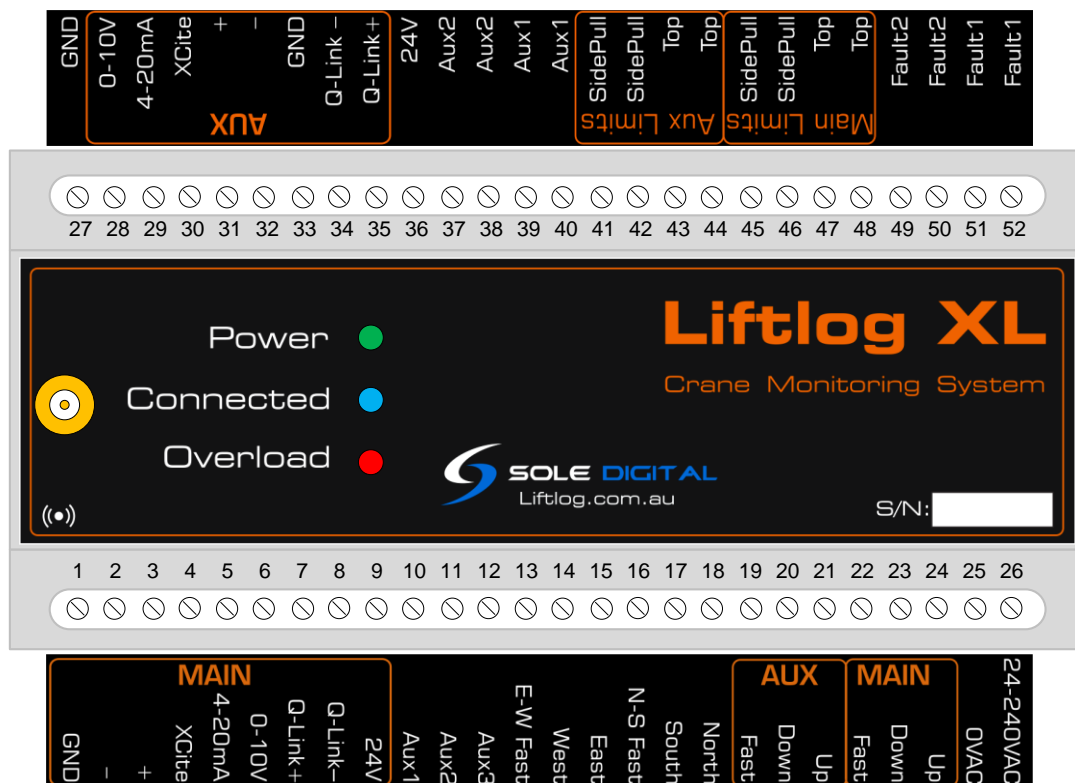 GND
0-10V
4-20mA
XCite
+
−
GND
Q-Link −
Q-Link+
24V
Aux2
Aux2
Aux1
Aux1
SidePull
SidePull
Top
Top
SidePull
SidePull
Top
Top
Fault2
Fault2
Fault1
Fault1
AUX
Aux Limits
Main Limits
27 28 29 30 31 32 33 34 35 36 37 38 39 40 41 42 43 44 45 46 47 48 49 50 51 52
Power
Connected
Overload
Liftlog XL
Crane Monitoring System
SOLE DIGITAL
Liftlog.com.au
S/N:
1 2 3 4 5 6 7 8 9 10 11 12 13 14 15 16 17 18 19 20 21 22 23 24 25 26
MAIN
AUX
MAIN
GND
−
+
XCite
4-20mA
0-10V
Q-Link+
Q-Link−
24V
Aux1
Aux2
Aux3
E-W Fast
West
East
N-S Fast
South
North
Fast
Down
Up
Fast
Down
Up
0VAC
24-240VAC